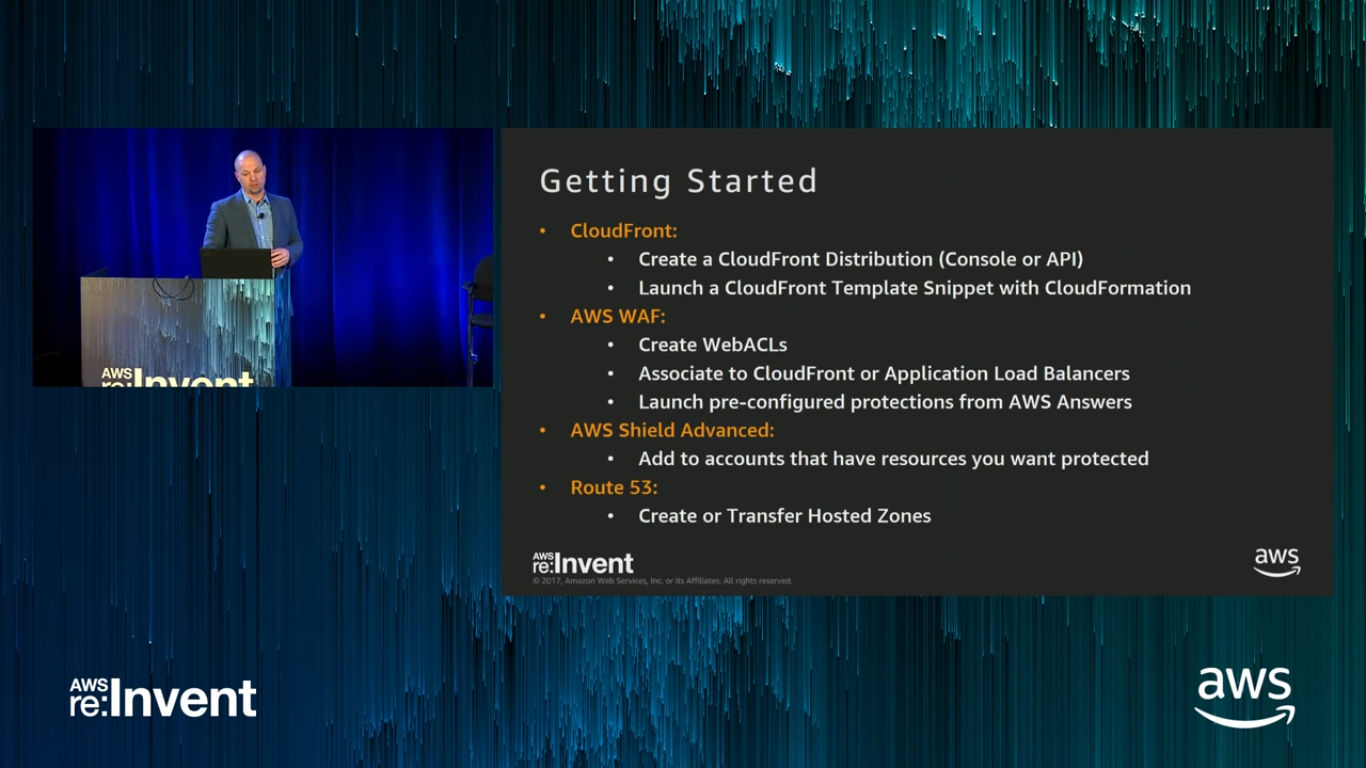 Getting Started
• CloudFront:
• Create a CloudFront Distribution (Console or API)
• Launch a CloudFront Template Snippet with CloudFormation
• AWS WAF:
• Create WebACLs
• Associate to CloudFront or Application Load Balancers
• Launch pre-configured protections from AWS Answers
• AWS Shield Advanced:
• Add to accounts that have resources you want protected
• Route 53:
• Create or Transfer Hosted Zones
AWS
re:Invent
© 2017, Amazon Web Services, Inc. or its Affiliates. All rights reserved.
aws
AWS
re:Invent
AWS
re:Invent
aws